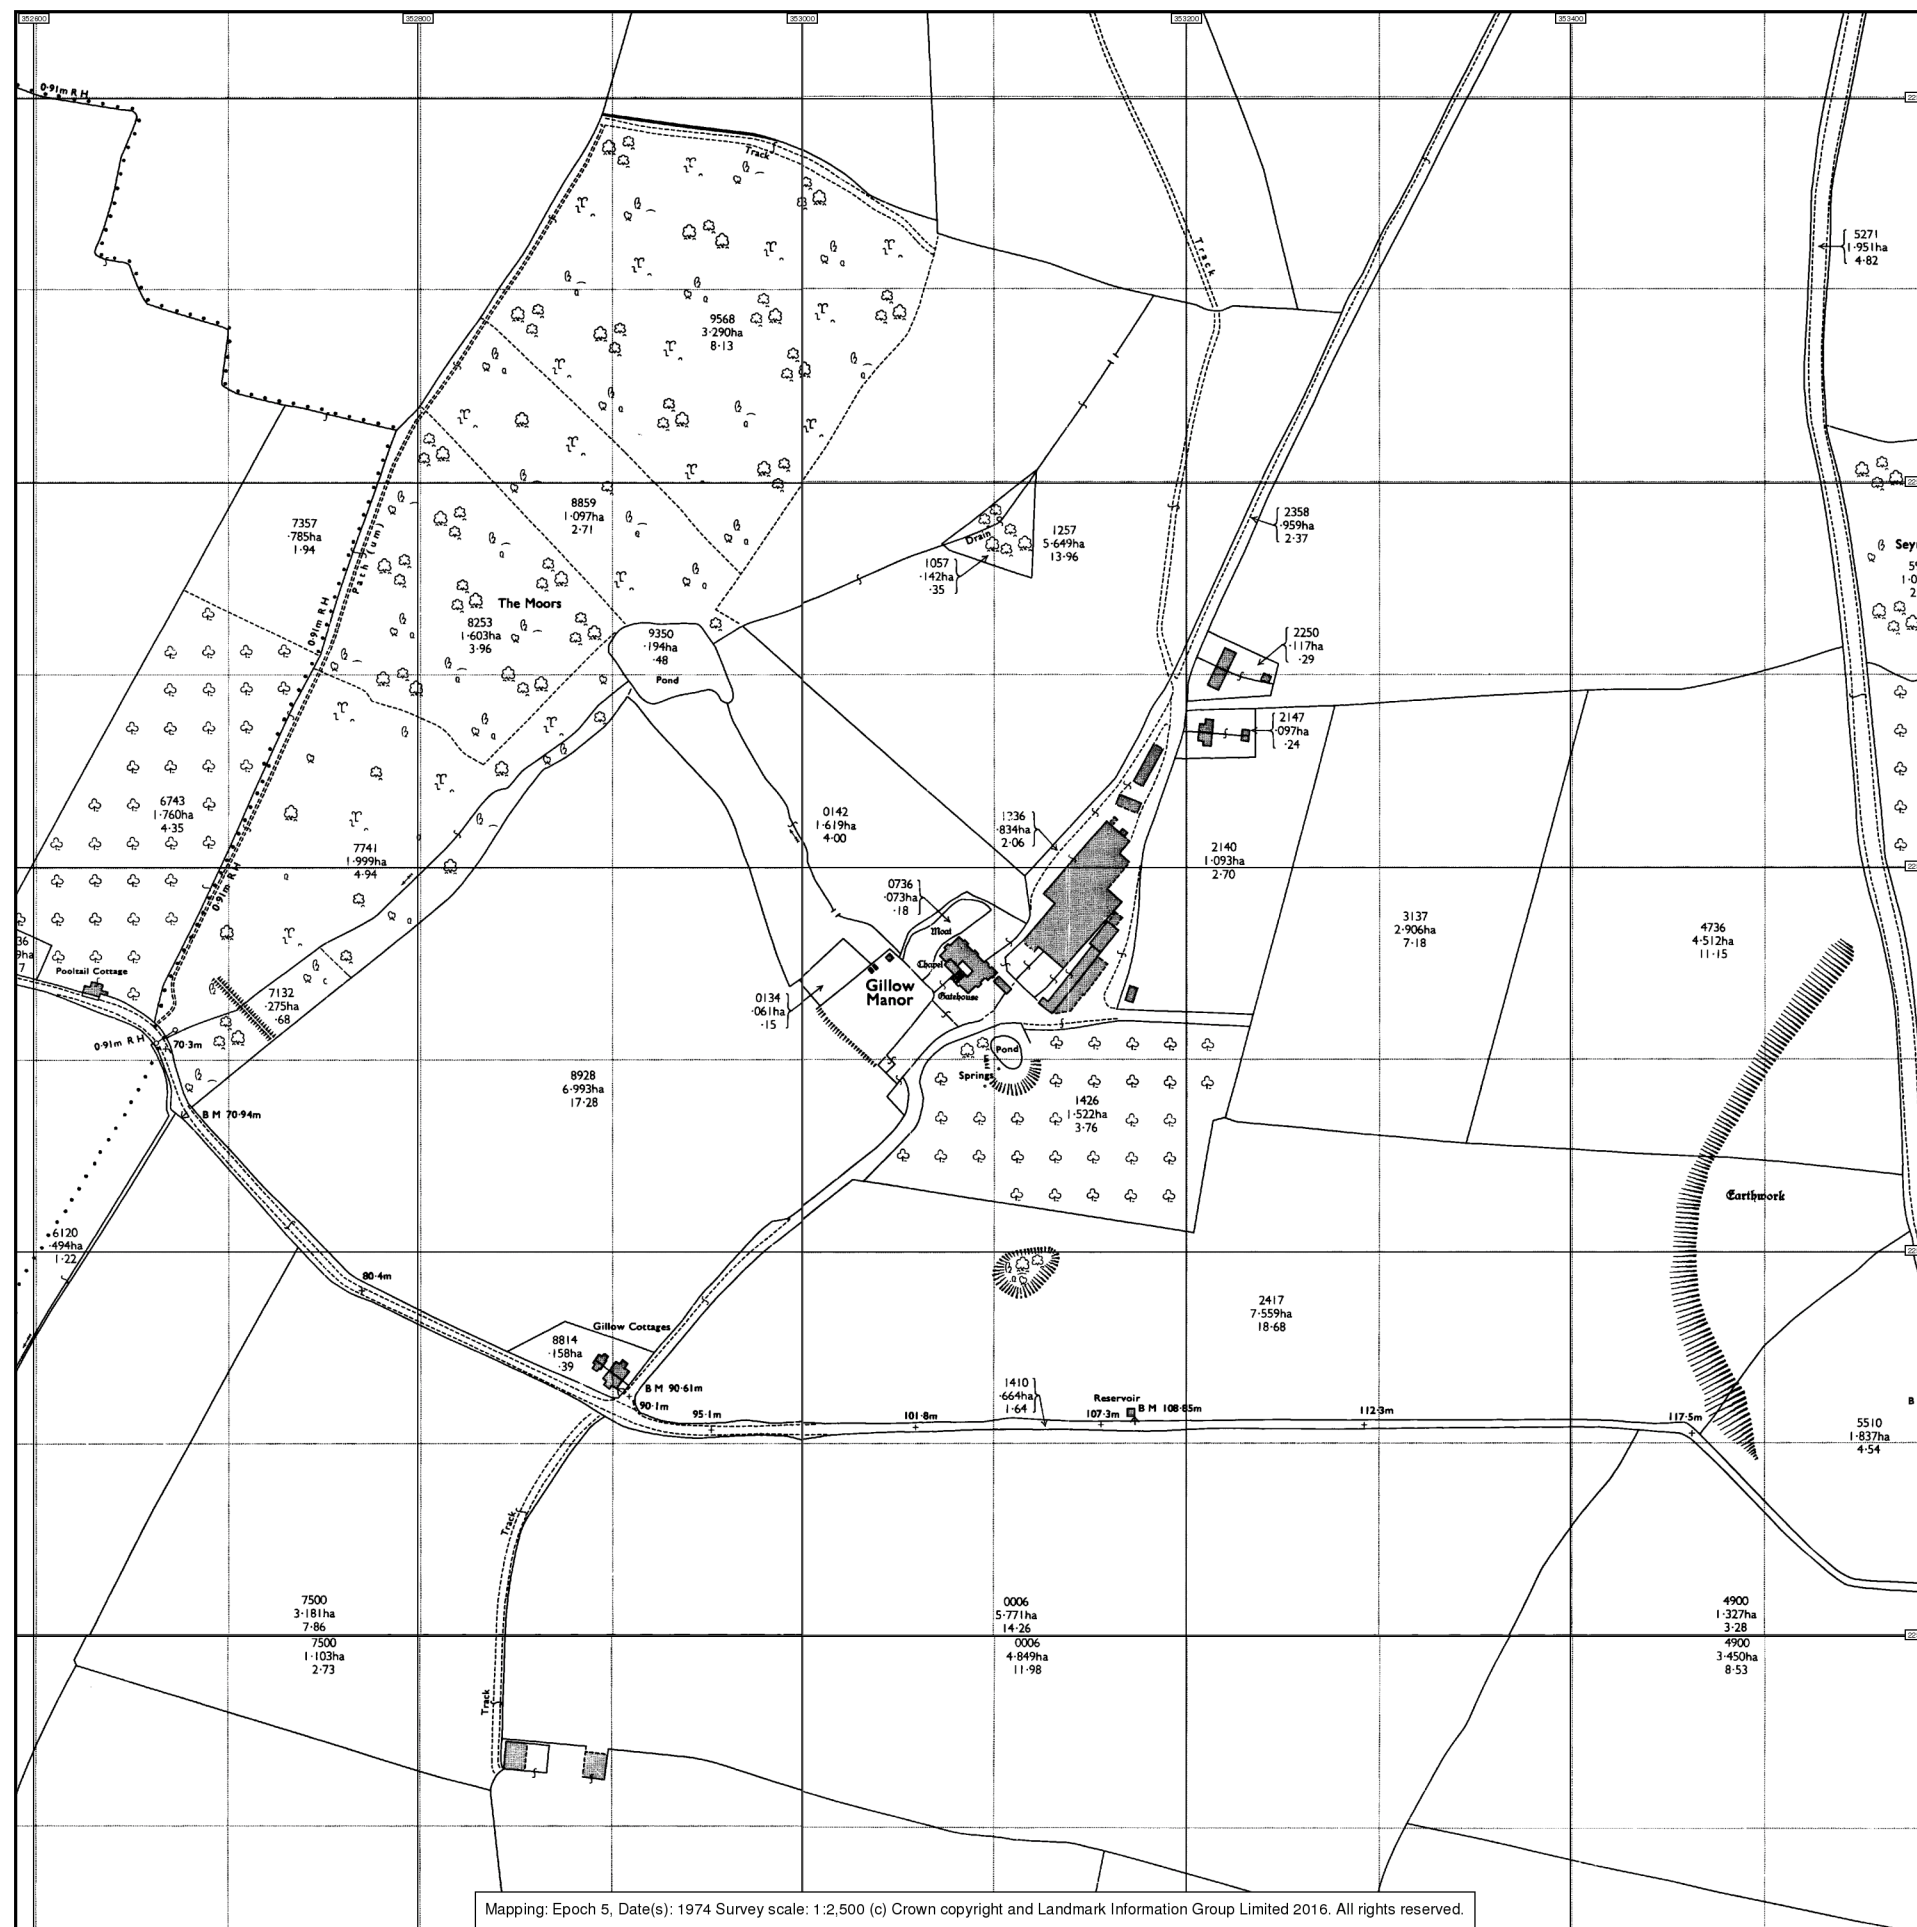 352600
352800
353000
353200
353400
0·91m R H
Track
Track
5271
1·951ha
4·82
9568
3·290ha
8·13
7357
·785ha
1·94
Path (um)
8859
1·097ha
2·71
2358
·959ha
2·37
1257
5·649ha
13·96
Drain
1057
·142ha
·35
0·91m R H
The Moors
8253
1·603ha
3·96
9350
·194ha
·48
Pond
2250
·117ha
·29
2147
·097ha
·24
6743
1·760ha
4·35
7741
1·999ha
4·94
0142
1·619ha
4·00
·834ha
2·06
2140
1·093ha
2·70
0·91m R H
0736
·073ha
·18
Moat
3137
2·906ha
7·18
4736
4·512ha
11·15
Pooltail Cottage
Chapel
Gillow
Manor
Gatehouse
7132
·275ha
·68
0134
·061ha
·15
0·91m R H
70·3m
Pond
Springs
8928
6·993ha
17·28
1426
1·522ha
3·76
B M 70·94m
Earthwork
6120
·494ha
1·22
80·4m
2417
7·559ha
18·68
Gillow Cottages
8814
·158ha
·39
B M 90·61m
90·1m
95·1m
101·8m
1410
·664ha
1·64
Reservoir
107·3m
B M 108·85m
112·3m
117·5m
5510
1·837ha
4·54
Track
7500
3·181ha
7·86
7500
1·103ha
2·73
0006
5·771ha
14·26
0006
4·849ha
11·98
4900
1·327ha
3·28
4900
3·450ha
8·53
Track
Mapping: Epoch 5, Date(s): 1974 Survey scale: 1:2,500 (c) Crown copyright and Landmark Information Group Limited 2016. All rights reserved.